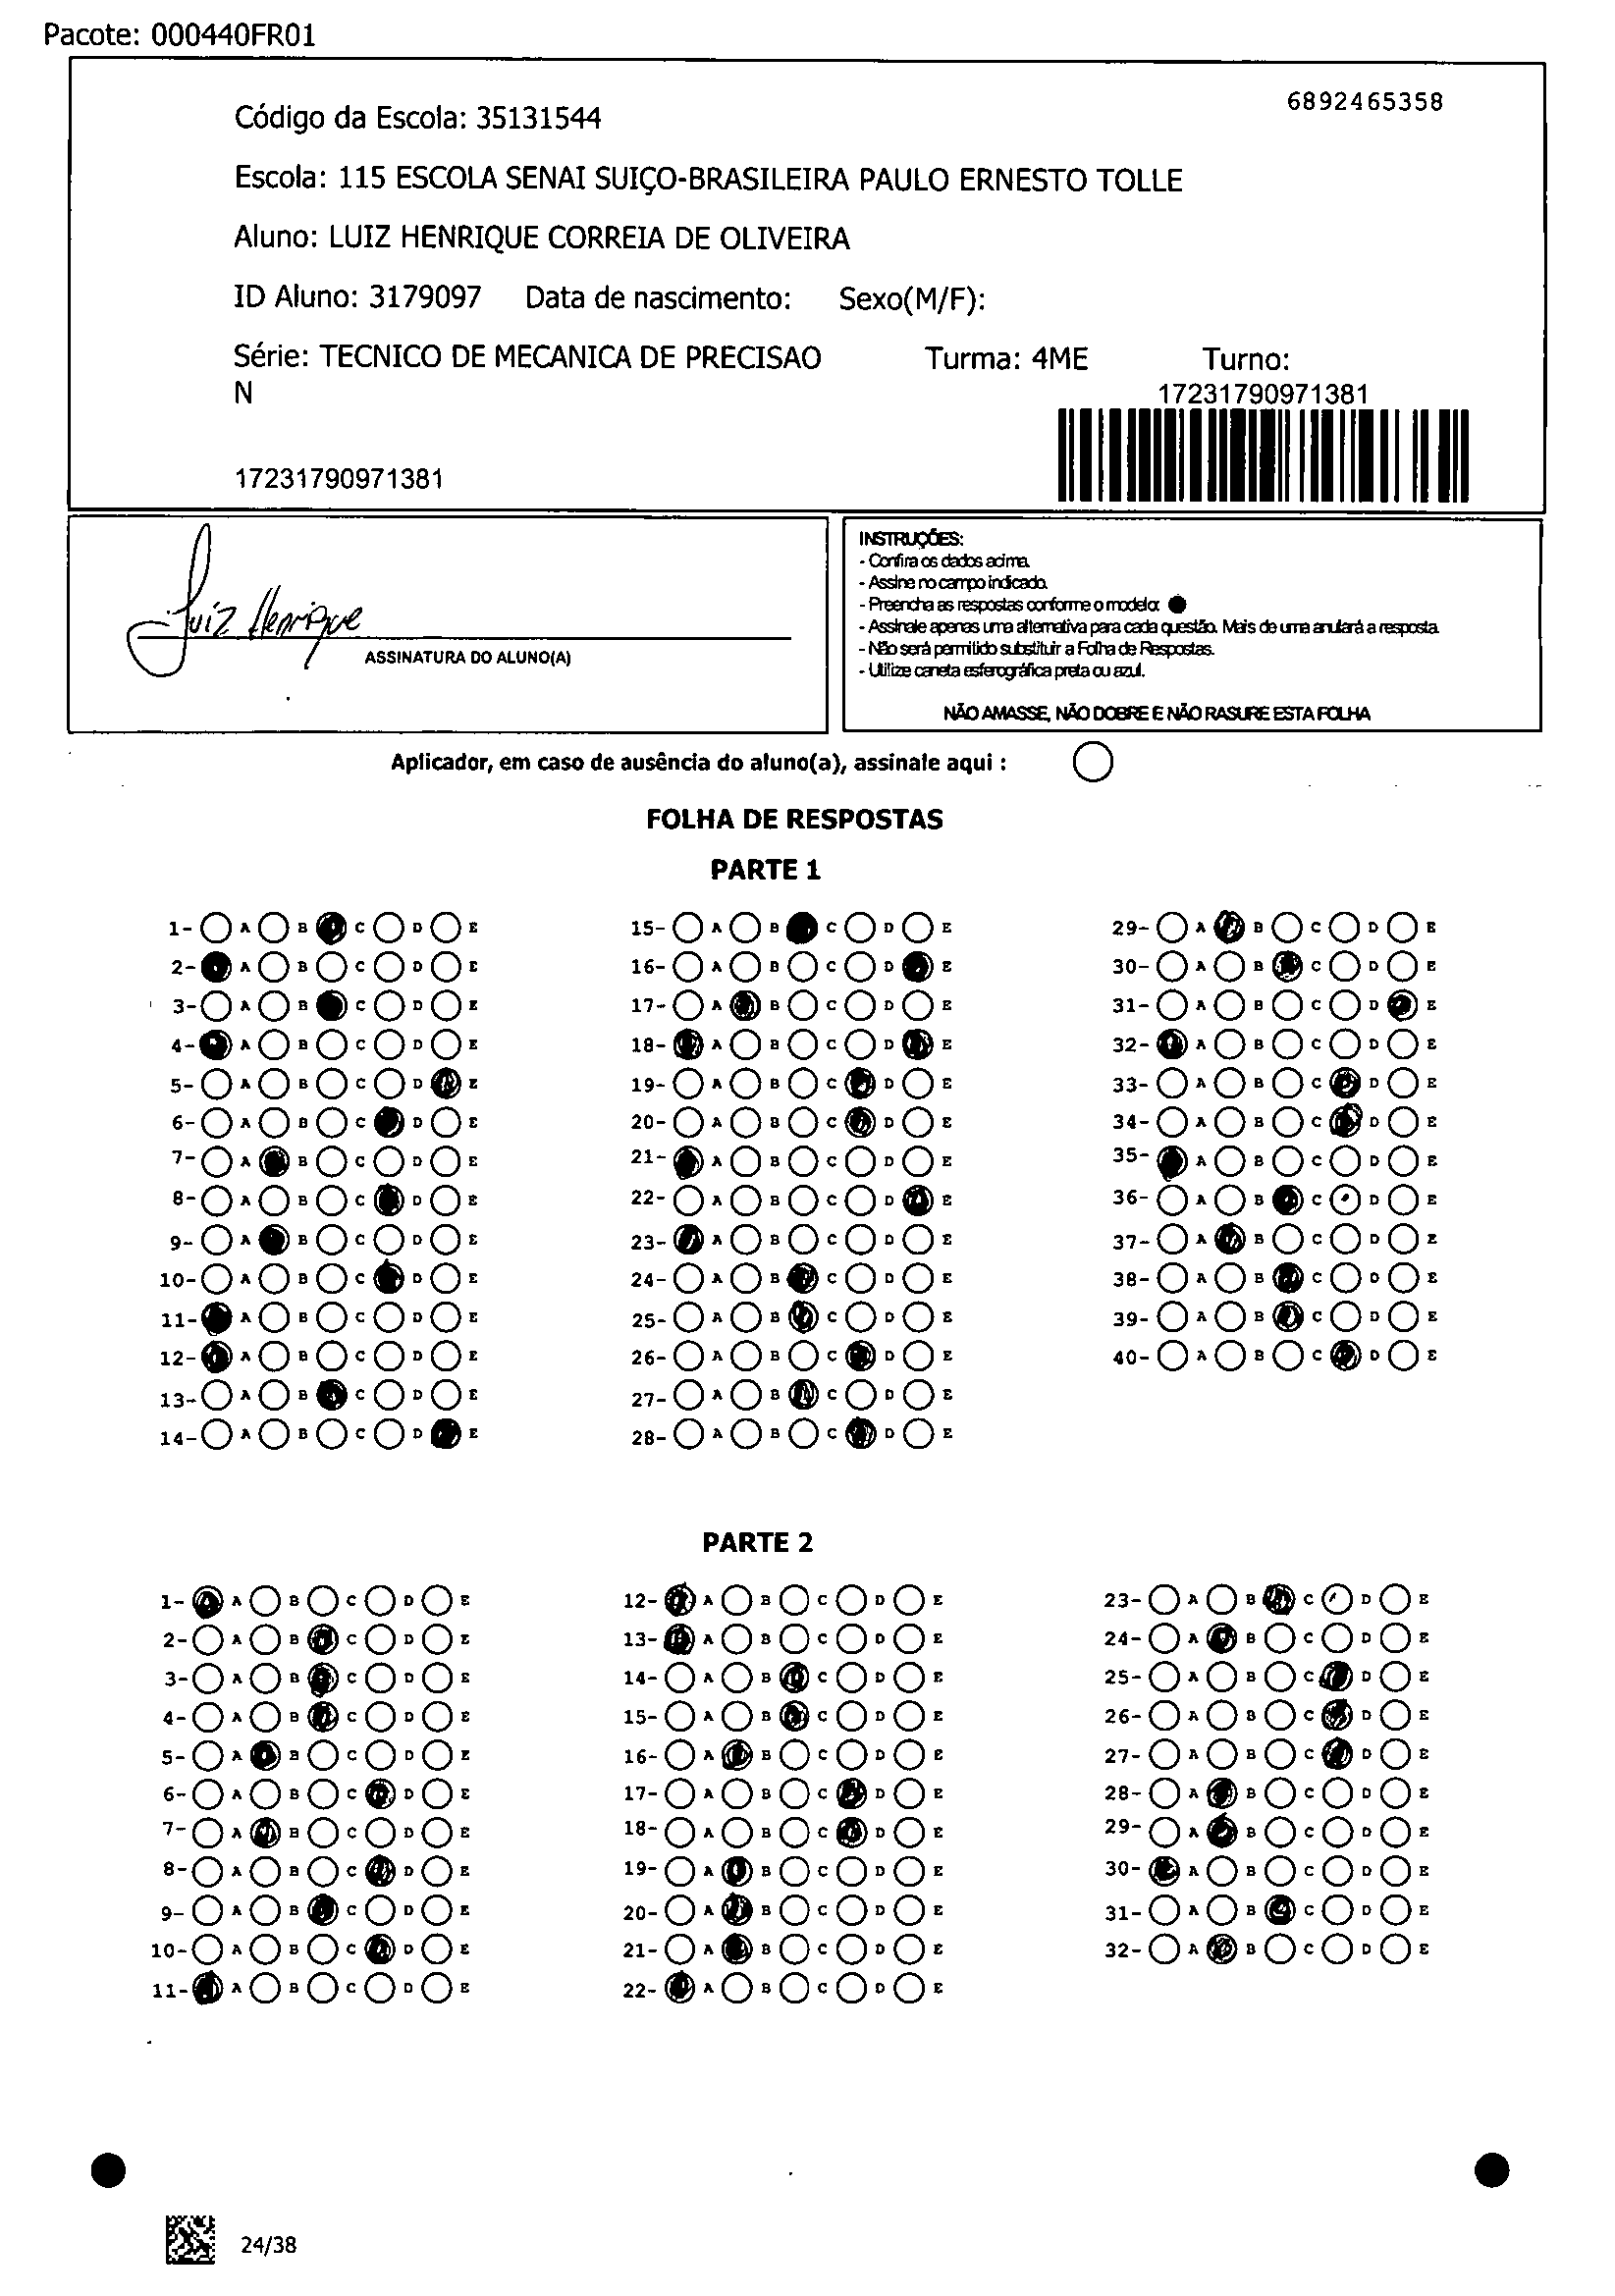 Pacote: 000440FR01
6892465358
Código da Escola: 35131544
Escola: 115 ESCOLA SENAI SUIÇO-BRASILEIRA PAULO ERNESTO TOLLE
Aluno: LUIZ HENRIQUE CORREIA DE OLIVEIRA
ID Aluno: 3179097 Data de nascimento: Sexo(M/F):
Série: TECNICO DE MECANICA DE PRECISAO Turma: 4ME Turno:
N
17231790971381
17231790971381
Luiz Henrique
ASSINATURA DO ALUNO(A)
INSTRUÇÕES:
- Confira os dados acima.
- Assine no campo indicado.
- Preencha as respostas conforme o modelo:
- Assinale apenas uma alternativa para cada questão. Mais de uma anulará a resposta.
- Não será permitido substituir a Folha de Respostas.
- Utilize caneta esferográfica preta ou azul.
NÃO AMASSE, NÃO DOBRE E NÃO RASURE ESTA FOLHA
Aplicador, em caso de ausência do aluno(a), assinale aqui :
FOLHA DE RESPOSTAS
PARTE 1
1- A B C D E 15- A B C D E 29- A B C D E
2- A B C D E 16- A B C D E 30- A B C D E
3- A B C D E 17- A B C D E 31- A B C D E
4- A B C D E 18- A B C D E 32- A B C D E
5- A B C D E 19- A B C D E 33- A B C D E
6- A B C D E 20- A B C D E 34- A B C D E
7- A B C D E 21- A B C D E 35- A B C D E
8- A B C D E 22- A B C D E 36- A B C D E
9- A B C D E 23- A B C D E 37- A B C D E
10- A B C D E 24- A B C D E 38- A B C D E
11- A B C D E 25- A B C D E 39- A B C D E
12- A B C D E 26- A B C D E 40- A B C D E
13- A B C D E 27- A B C D E
14- A B C D E 28- A B C D E
PARTE 2
1- A B C D E 12- A B C D E 23- A B C D E
2- A B C D E 13- A B C D E 24- A B C D E
3- A B C D E 14- A B C D E 25- A B C D E
4- A B C D E 15- A B C D E 26- A B C D E
5- A B C D E 16- A B C D E 27- A B C D E
6- A B C D E 17- A B C D E 28- A B C D E
7- A B C D E 18- A B C D E 29- A B C D E
8- A B C D E 19- A B C D E 30- A B C D E
9- A B C D E 20- A B C D E 31- A B C D E
10- A B C D E 21- A B C D E 32- A B C D E
11- A B C D E 22- A B C D E
24/38